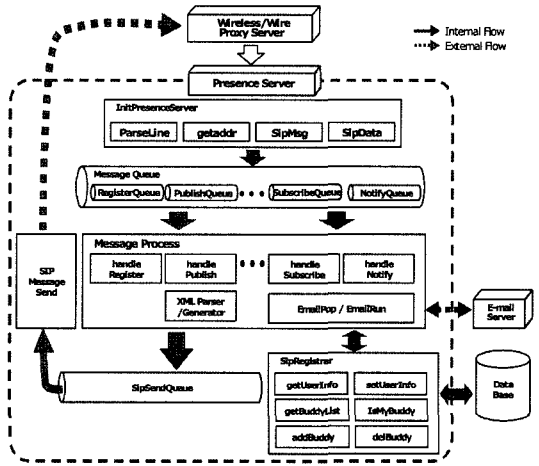 Wireless/Wire
Proxy Server
Internal Flow
External Flow
Presence Server
InitPresenceServer
ParseLine
getaddr
SipMsg
SipData
Message Queue
RegisterQueue
PublishQueue
SubscribeQueue
NotifyQueue
Message Process
handle
Register
handle
Publish
handle
Subscribe
handle
Notify
XML Parser
/Generator
EmailPop / EmailRun
SIP
Message
Send
E-mail
Server
SipSendQueue
SipRegistrar
getUserInfo
setUserInfo
getBuddyList
IsMyBuddy
addBuddy
delBuddy
Data
Base